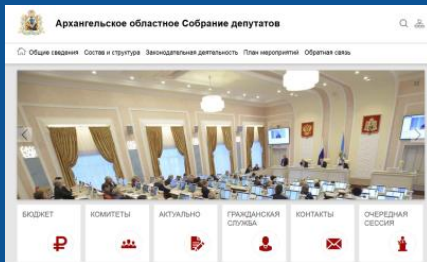 Архангельское областное Собрание депутатов
Общие сведения Состав и структура Законодательная деятельность План мероприятий Обратная связь
БЮДЖЕТ КОМИТЕТЫ АКТУАЛЬНО ГРАЖДАНСКАЯ СЛУЖБА КОНТАКТЫ ОЧЕРЕДНАЯ СЕССИЯ